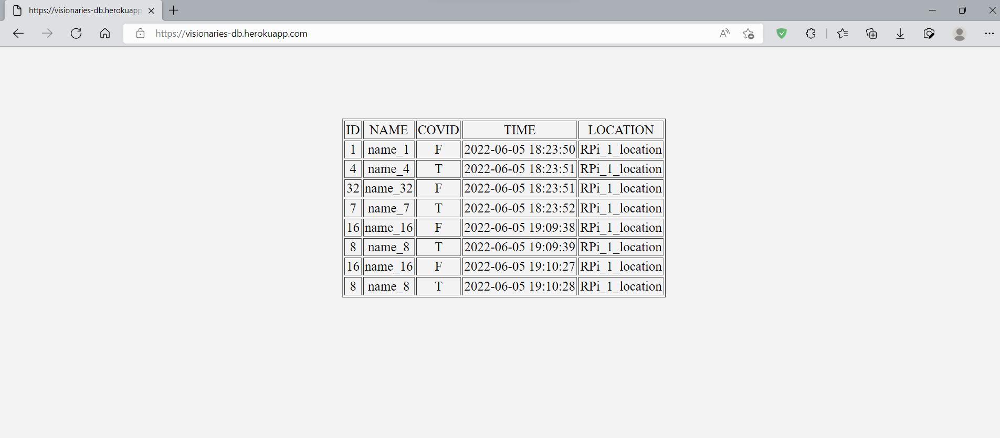 https://visionaries-db.herokuapp
https://visionaries-db.herokuapp.com
ID NAME COVID TIME LOCATION
1 name_1 F 2022-06-05 18:23:50 RPi_1_location
4 name_4 T 2022-06-05 18:23:51 RPi_1_location
32 name_32 F 2022-06-05 18:23:51 RPi_1_location
7 name_7 T 2022-06-05 18:23:52 RPi_1_location
16 name_16 F 2022-06-05 19:09:38 RPi_1_location
8 name_8 T 2022-06-05 19:09:39 RPi_1_location
16 name_16 F 2022-06-05 19:10:27 RPi_1_location
8 name_8 T 2022-06-05 19:10:28 RPi_1_location